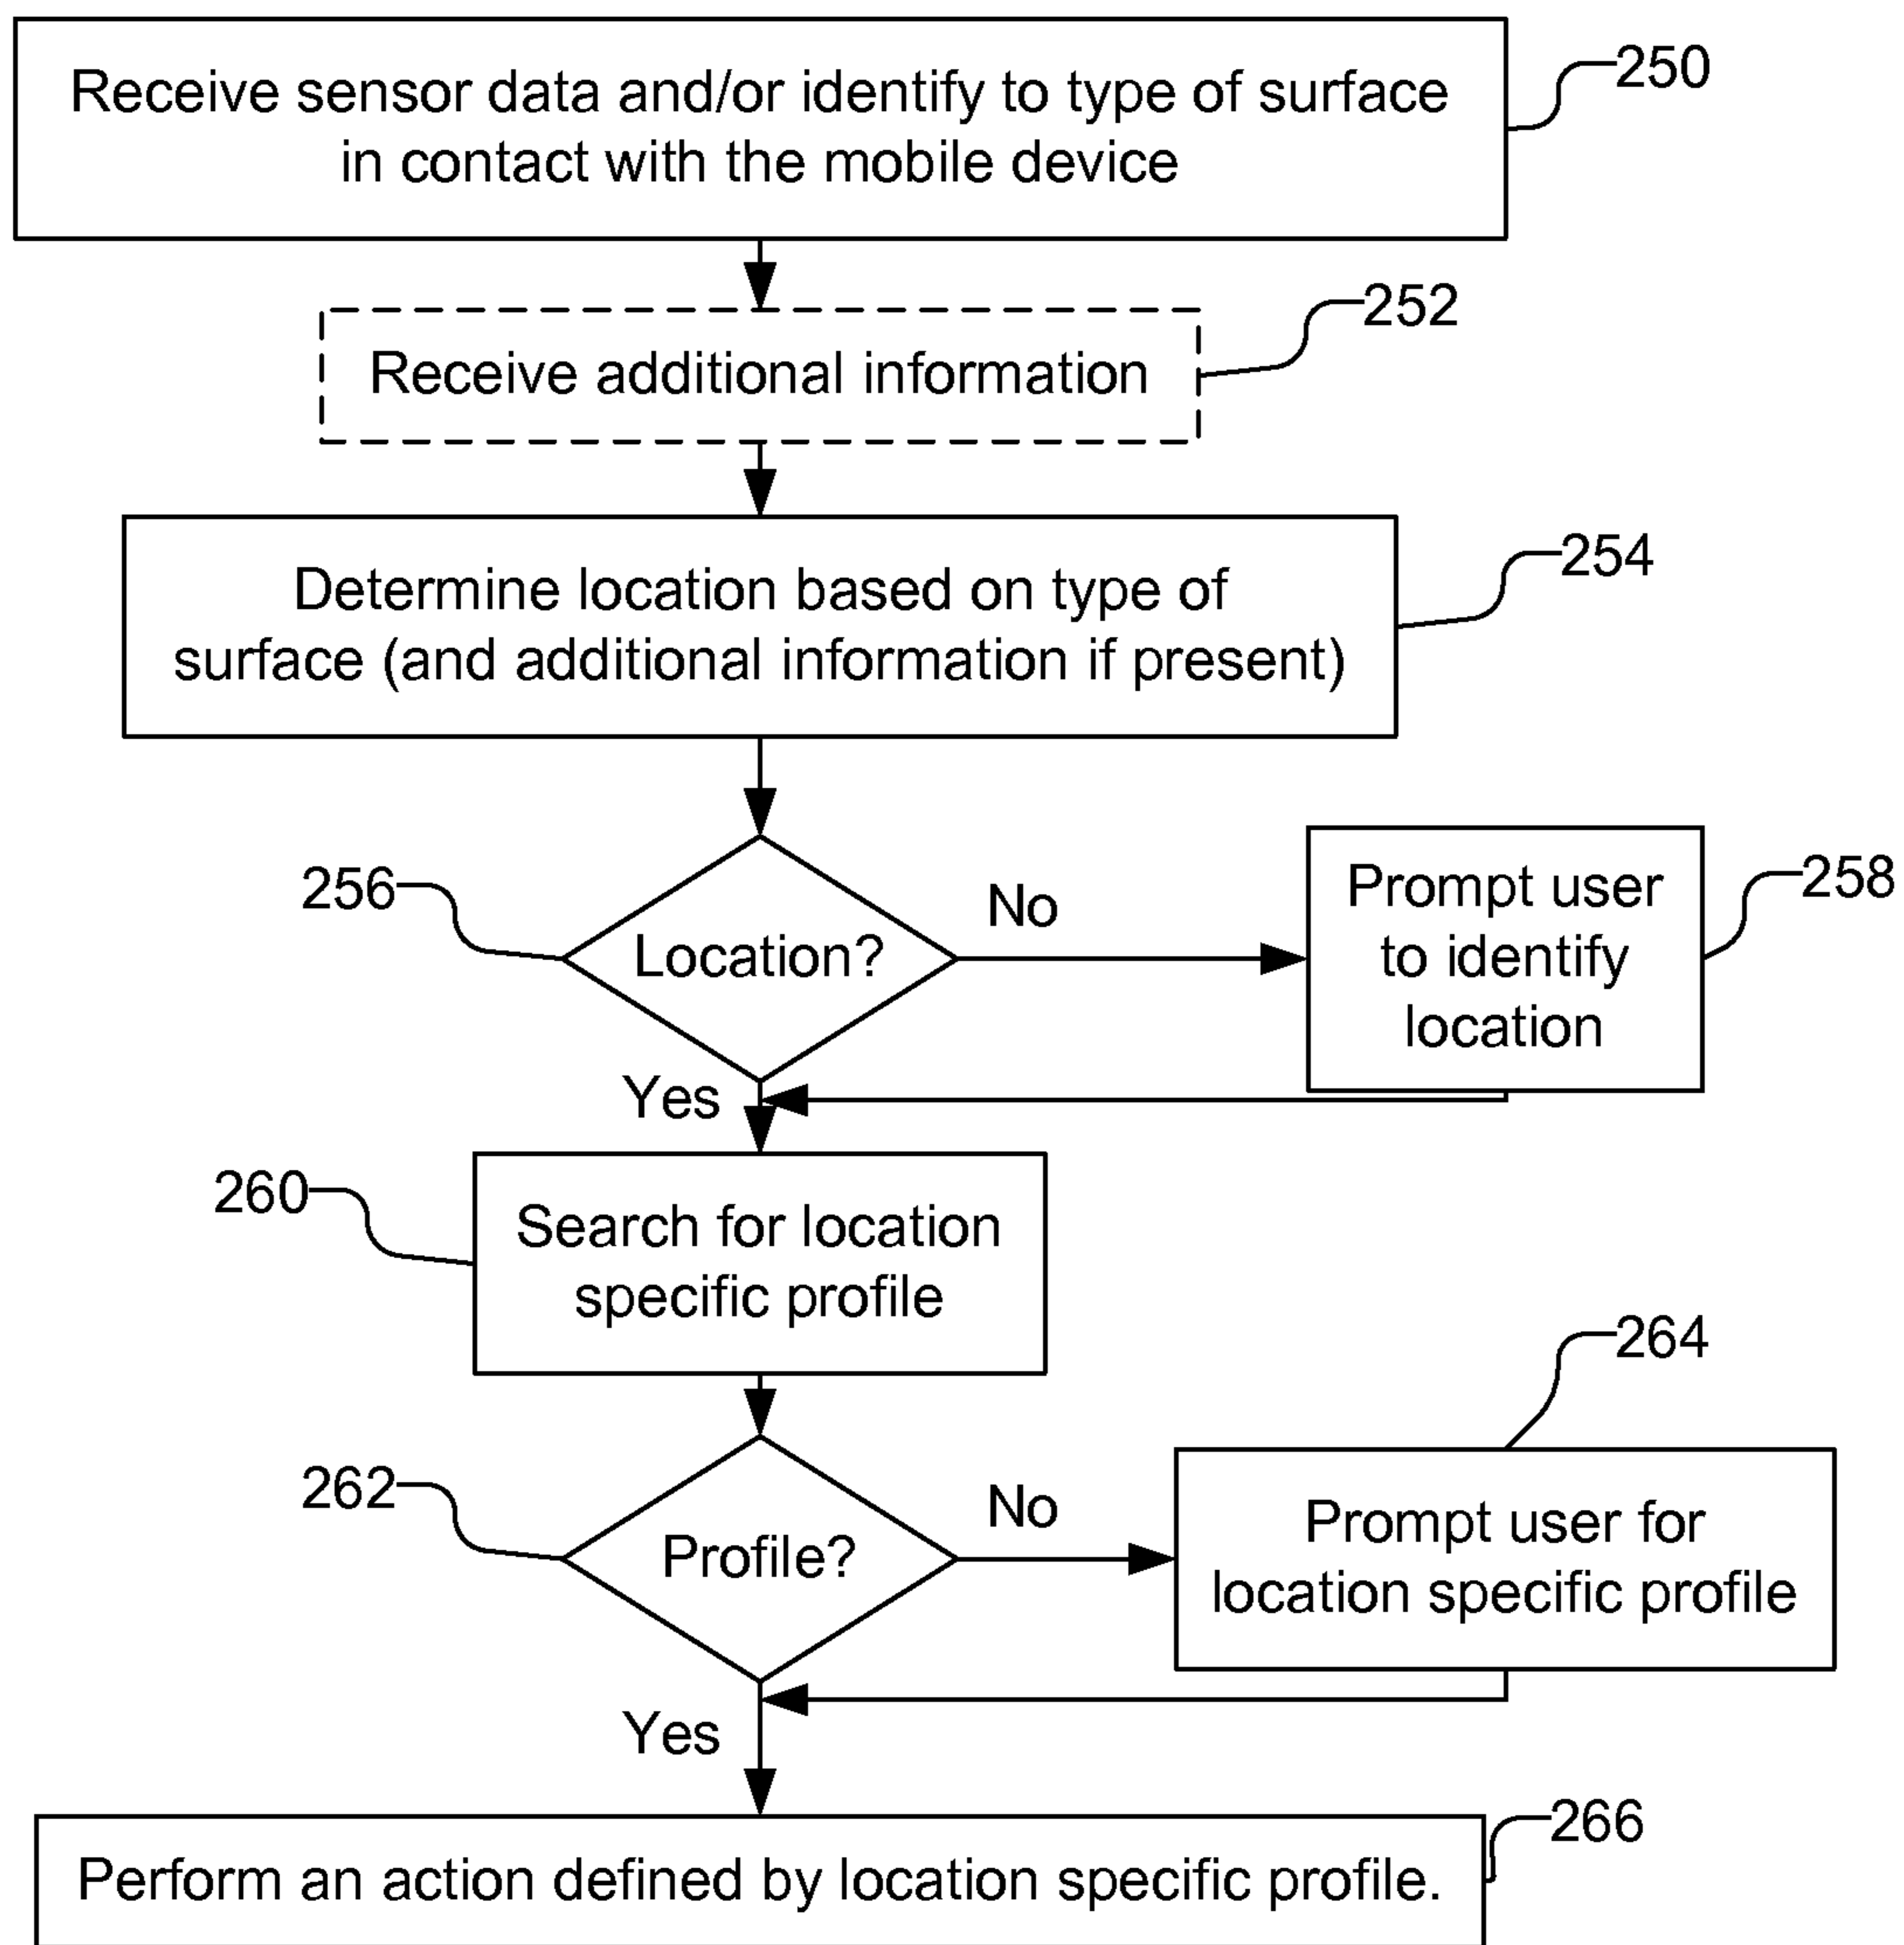 Receive sensor data and/or identify to type of surface
in contact with the mobile device
250
Receive additional information
252
Determine location based on type of
surface (and additional information if present)
254
256
Location?
No
Prompt user
to identify
location
258
Yes
260
Search for location
specific profile
262
Profile?
No
264
Prompt user for
location specific profile
Yes
266
Perform an action defined by location specific profile.